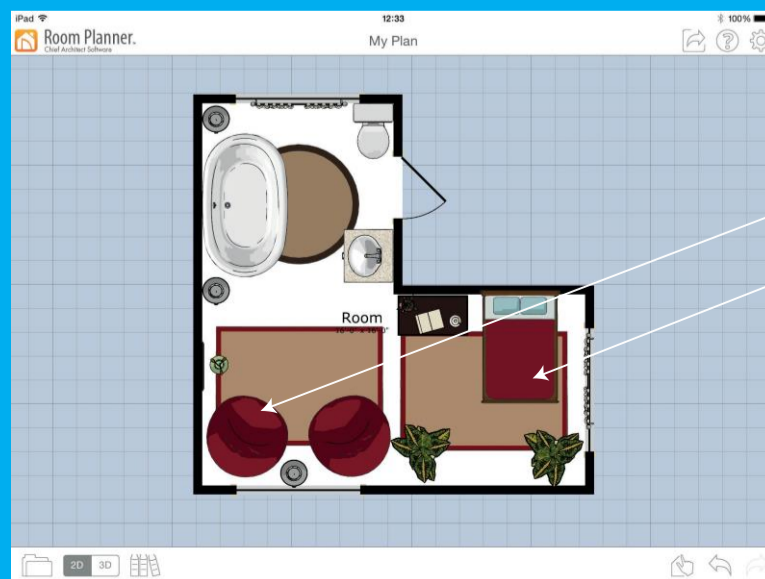 iPad 12:33 100%
Room Planner.
Chief Architect Software
My Plan
Room
2D 3D